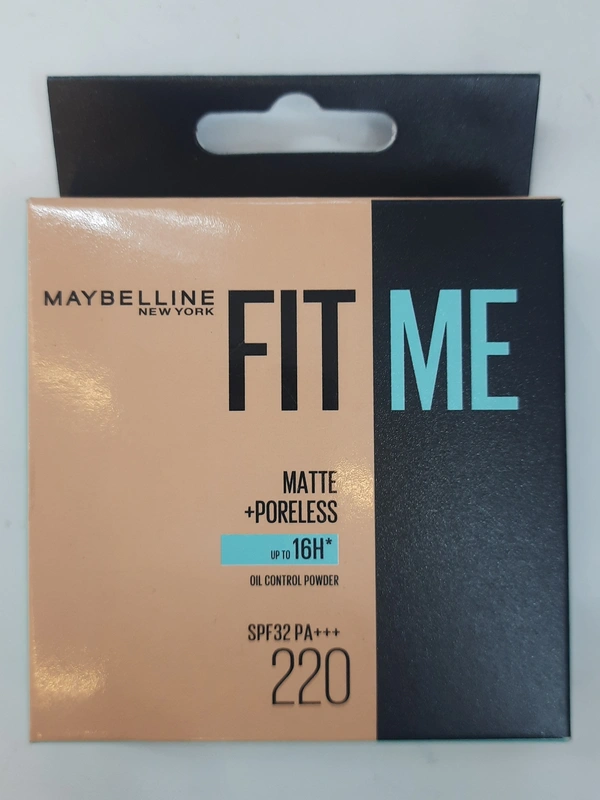 MAYBELLINE
NEW YORK
FIT ME
MATTE
+PORELESS
UP TO 16H*
OIL CONTROL POWDER
SPF32 PA+++
220